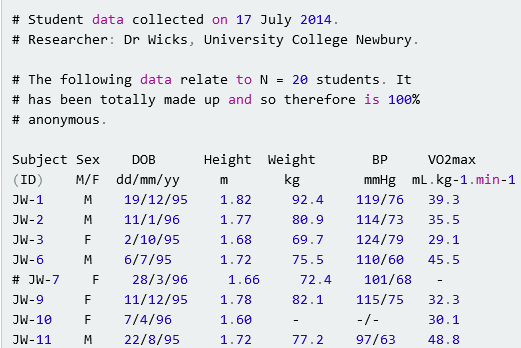 # Student data collected on 17 July 2014.
# Researcher: Dr Wicks, University College Newbury.
# The following data relate to N = 20 students. It
# has been totally made up and so therefore is 100%
# anonymous.
Subject Sex DOB Height Weight BP VO2max
(ID) M/F dd/mm/yy m kg mmHg mL.kg-1.min-1
JW-1 M 19/12/95 1.82 92.4 119/76 39.3
JW-2 M 11/1/96 1.77 80.9 114/73 35.5
JW-3 F 2/10/95 1.68 69.7 124/79 29.1
JW-6 M 6/7/95 1.72 75.5 110/60 45.5
# JW-7 F 28/3/96 1.66 72.4 101/68 -
JW-9 F 11/12/95 1.78 82.1 115/75 32.3
JW-10 F 7/4/96 1.60 - -/- 30.1
JW-11 M 22/8/95 1.72 77.2 97/63 48.8